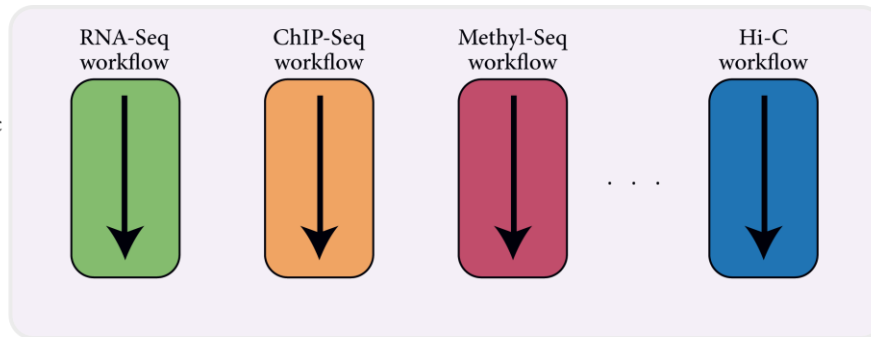 RNA-Seq
workflow
ChIP-Seq
workflow
Methyl-Seq
workflow
. . .
Hi-C
workflow